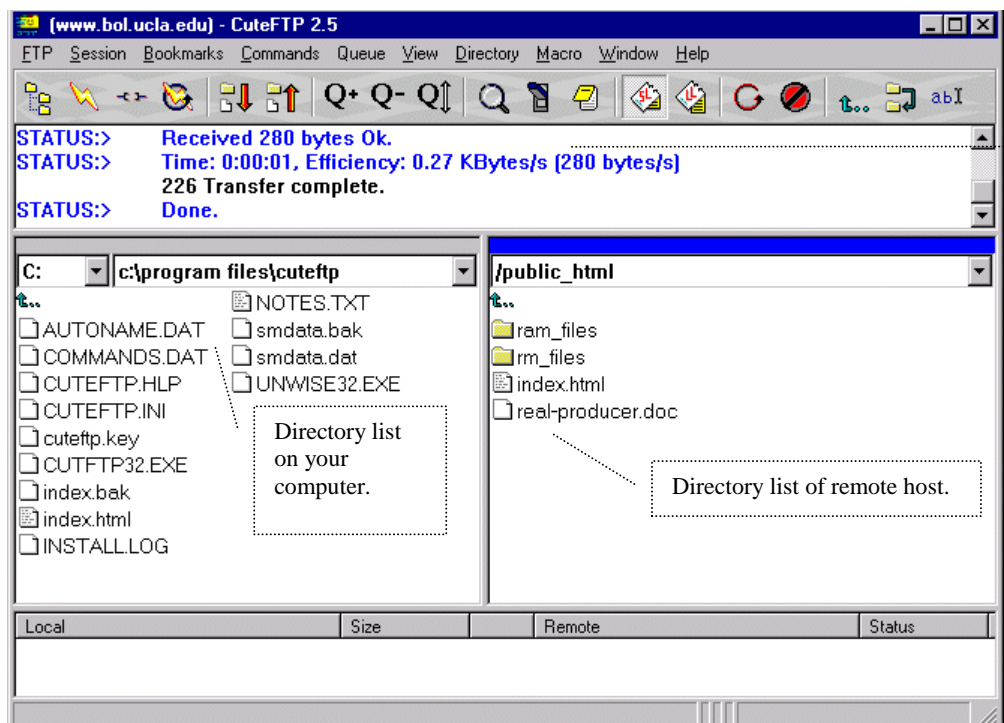 (www.bol.ucla.edu) - CuteFTP 2.5
FTP Session Bookmarks Commands Queue View Directory Macro Window Help
Q+ Q- Q SL LL t... abI
STATUS:> Received 280 bytes Ok.
STATUS:> Time: 0:00:01, Efficiency: 0.27 KBytes/s (280 bytes/s)
226 Transfer complete.
STATUS:> Done.
C: c:\program files\cuteftp
t...
AUTONAME.DAT
COMMANDS.DAT
CUTEFTP.HLP
CUTEFTP.INI
cuteftp.key
CUTFTP32.EXE
index.bak
index.html
INSTALL.LOG
NOTES.TXT
smdata.bak
smdata.dat
UNWISE32.EXE
Directory list
on your
computer.
/public_html
t...
ram_files
rm_files
index.html
real-producer.doc
Directory list of remote host.
Local Size Remote Status